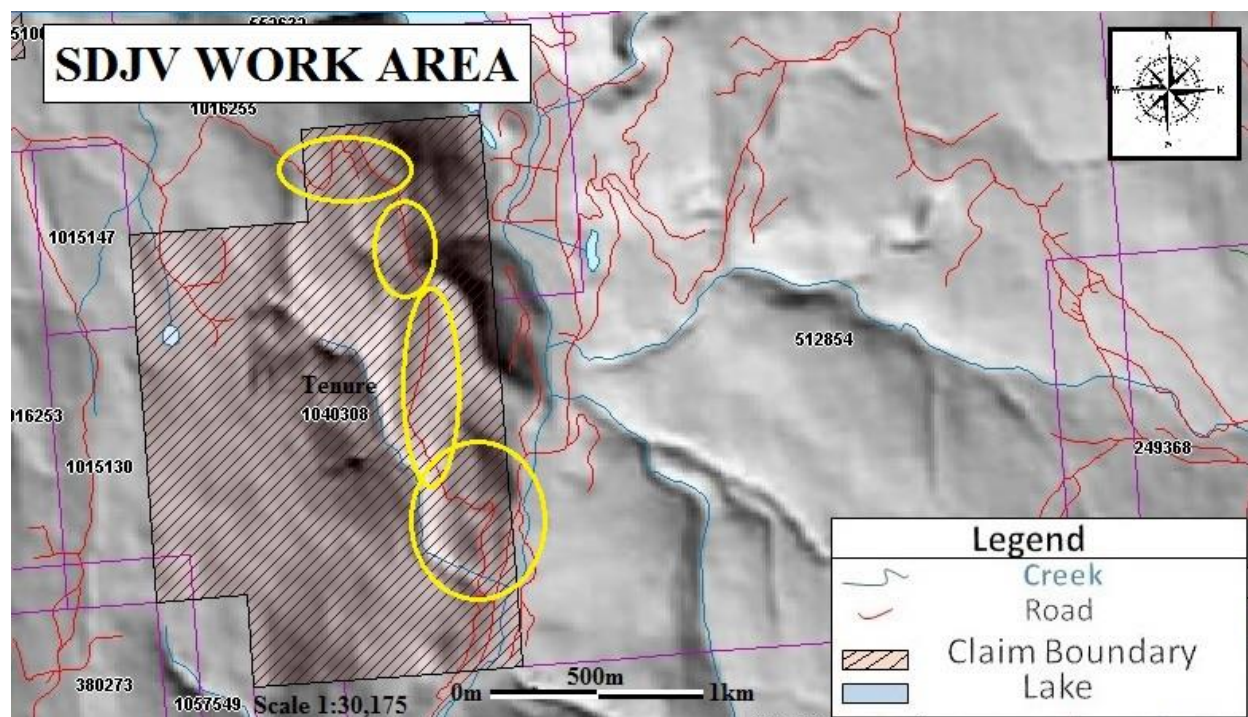 552622
SDJV WORK AREA
1016255
N
W
E
S
1015147
512854
Tenure
1040308
1015130
249368
Legend
Creek
Road
Claim Boundary
Lake
380273
1057549
Scale 1:30,175
0m
500m
1km